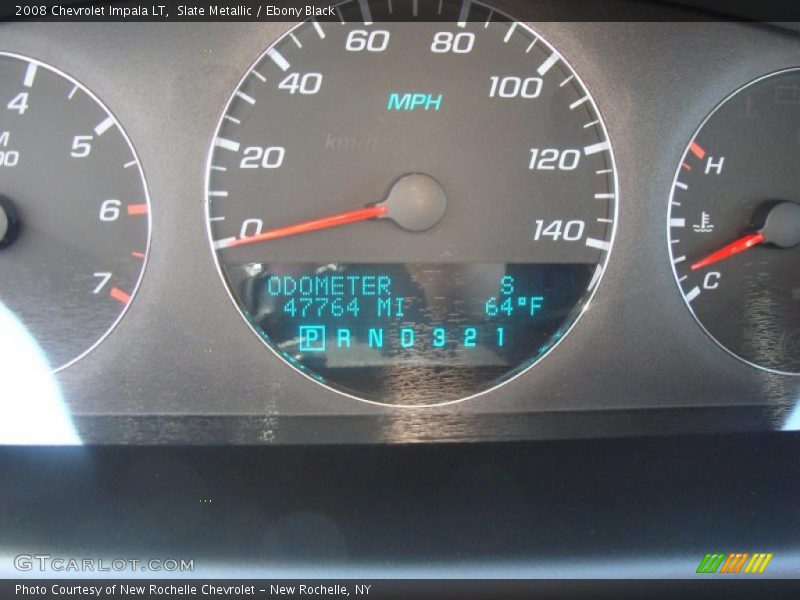 2008 Chevrolet Impala LT, Slate Metallic / Ebony Black
60 80
40 100
MPH
km/h
20 120
0 140
4
5
6
7
H
C
ODOMETER S
47764 MI 64°F
P R N D 3 2 1
GTCARLOT.COM
Photo Courtesy of New Rochelle Chevrolet - New Rochelle, NY